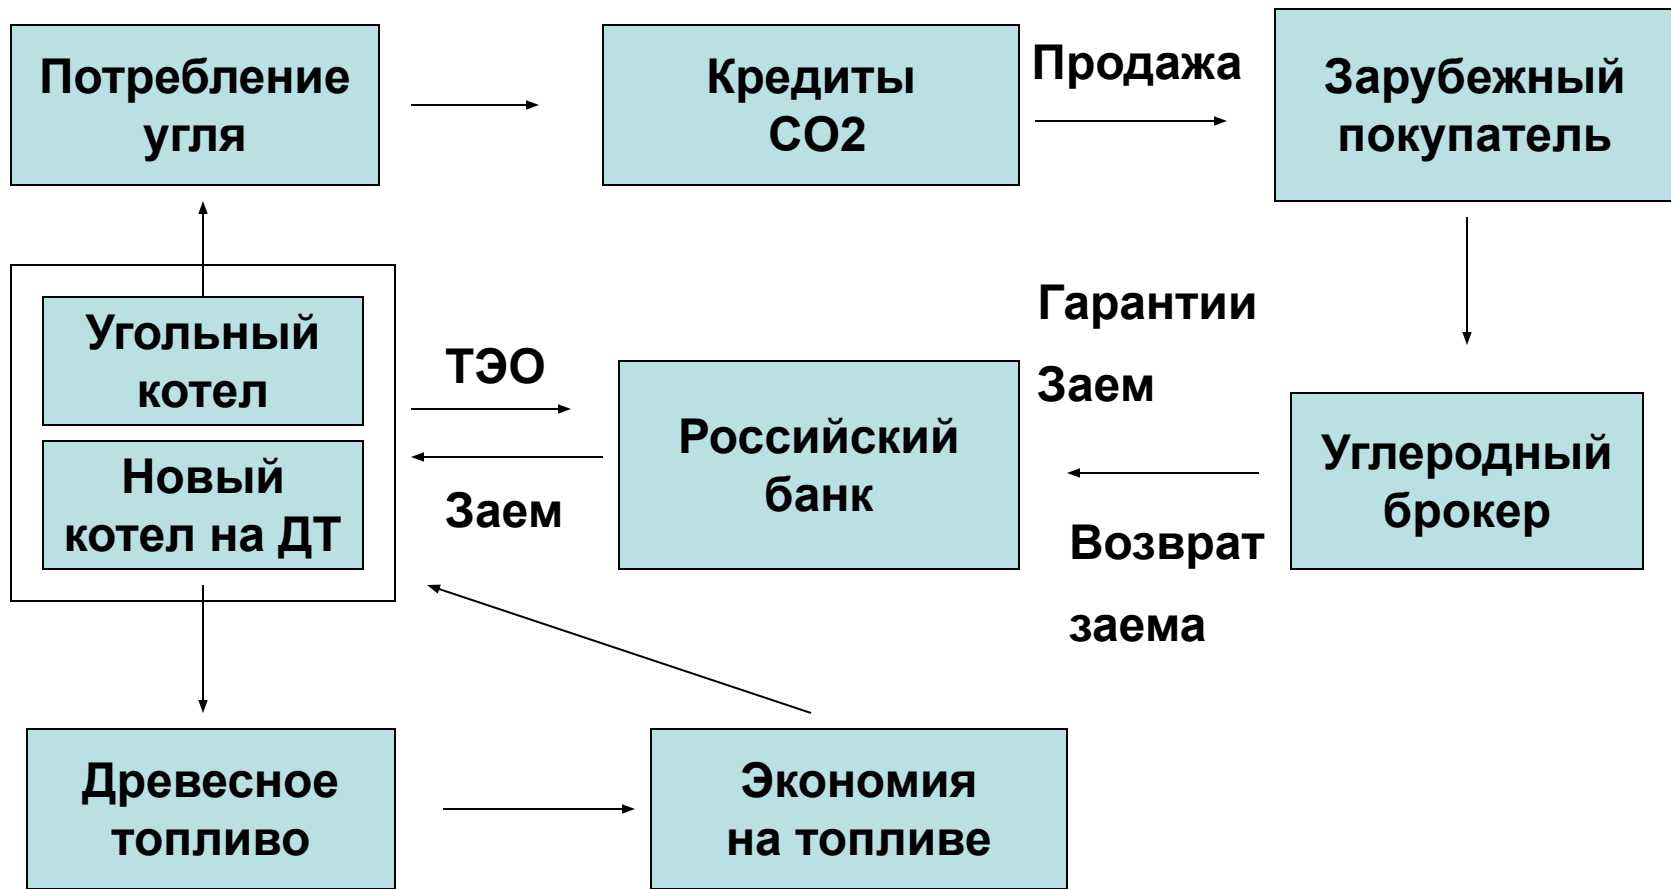 Потребление
угля
Кредиты
СО2
Продажа
Зарубежный
покупатель
Угольный
котел
Новый
котел на ДТ
ТЭО
Заем
Российский
банк
Гарантии
Заем
Возврат
заема
Углеродный
брокер
Древесное
топливо
Экономия
на топливе